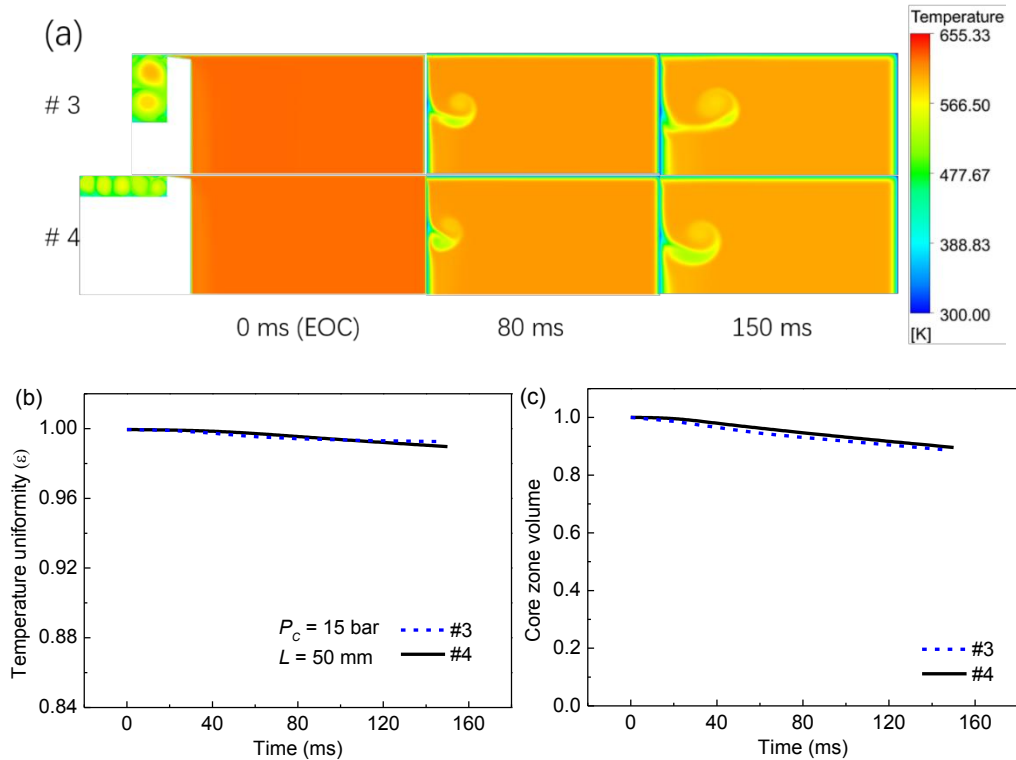 (a)
Temperature
655.33
566.50
477.67
388.83
300.00
[K]
# 3
# 4
0 ms (EOC) 80 ms 150 ms
(b)
Temperature uniformity (ε)
1.00
0.96
0.92
0.88
0.84
P_C = 15 bar
L = 50 mm
#3
#4
0 40 80 120 160
Time (ms)
(c)
Core zone volume
1.0
0.8
0.6
0.4
0.2
0.0
#3
#4
0 40 80 120 160
Time (ms)